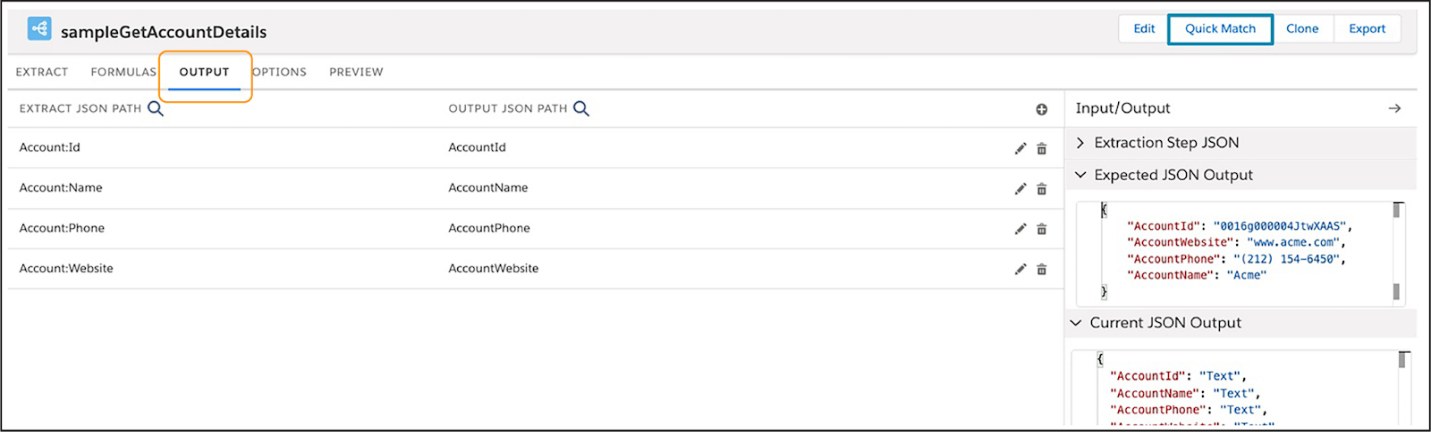 sampleGetAccountDetails
Edit Quick Match Clone Export
EXTRACT FORMULAS OUTPUT OPTIONS PREVIEW
EXTRACT JSON PATH OUTPUT JSON PATH
Account:Id AccountId
Account:Name AccountName
Account:Phone AccountPhone
Account:Website AccountWebsite
Input/Output
Extraction Step JSON
Expected JSON Output
{
"AccountId": "0016g000004JtwXAAS",
"AccountWebsite": "www.acme.com",
"AccountPhone": "(212) 154-6450",
"AccountName": "Acme"
}
Current JSON Output
{
"AccountId": "Text",
"AccountName": "Text",
"AccountPhone": "Text",
"AccountWebsite": "Text"